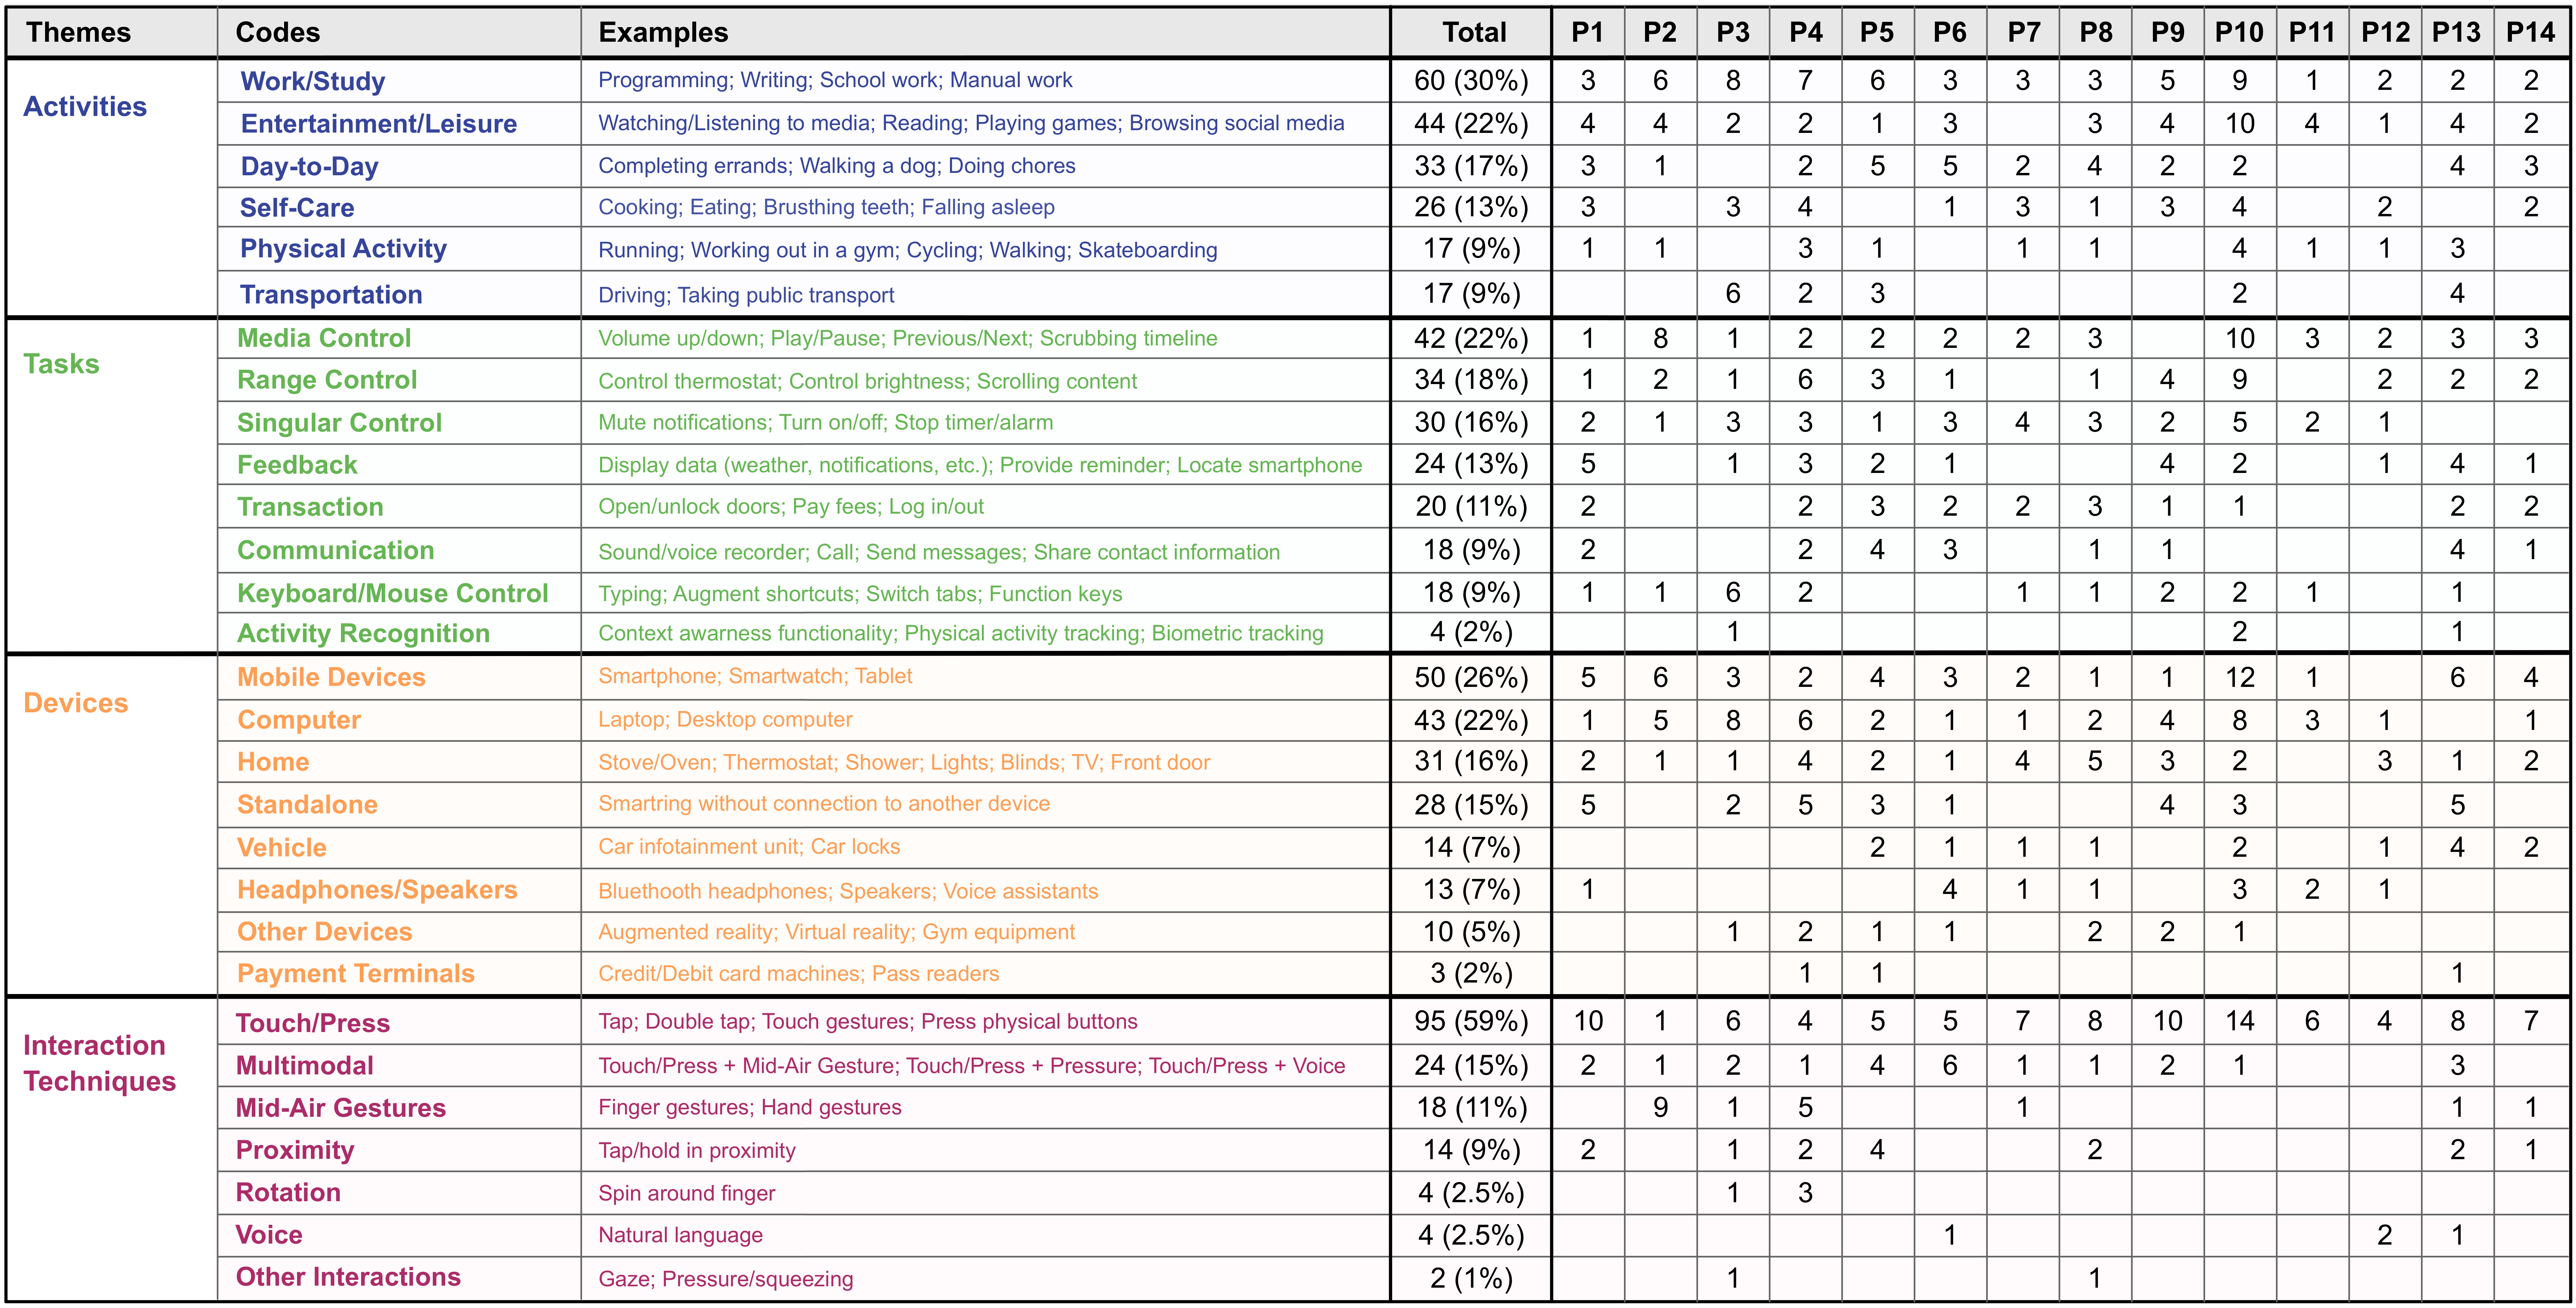 Themes Codes Examples Total P1 P2 P3 P4 P5 P6 P7 P8 P9 P10 P11 P12 P13 P14
Activities
Work/Study Programming; Writing; School work; Manual work 60 (30%) 3 6 8 7 6 3 3 3 5 9 1 2 2 2
Entertainment/Leisure Watching/Listening to media; Reading; Playing games; Browsing social media 44 (22%) 4 4 2 2 1 3 3 4 10 4 1 4 2
Day-to-Day Completing errands; Walking a dog; Doing chores 33 (17%) 3 1 2 5 5 2 4 2 2 4 3
Self-Care Cooking; Eating; Brusthing teeth; Falling asleep 26 (13%) 3 3 4 1 3 1 3 4 2 2
Physical Activity Running; Working out in a gym; Cycling; Walking; Skateboarding 17 (9%) 1 1 3 1 1 1 4 1 1 3
Transportation Driving; Taking public transport 17 (9%) 6 2 3 2 4
Tasks
Media Control Volume up/down; Play/Pause; Previous/Next; Scrubbing timeline 42 (22%) 1 8 1 2 2 2 2 3 10 3 2 3 3
Range Control Control thermostat; Control brightness; Scrolling content 34 (18%) 1 2 1 6 3 1 1 4 9 2 2 2
Singular Control Mute notifications; Turn on/off; Stop timer/alarm 30 (16%) 2 1 3 3 1 3 4 3 2 5 2 1
Feedback Display data (weather, notifications, etc.); Provide reminder; Locate smartphone 24 (13%) 5 1 3 2 1 4 2 1 4 1
Transaction Open/unlock doors; Pay fees; Log in/out 20 (11%) 2 2 3 2 2 3 1 1 2 2
Communication Sound/voice recorder; Call; Send messages; Share contact information 18 (9%) 2 2 4 3 1 1 4 1
Keyboard/Mouse Control Typing; Augment shortcuts; Switch tabs; Function keys 18 (9%) 1 1 6 2 1 1 2 2 1 1
Activity Recognition Context awarness functionality; Physical activity tracking; Biometric tracking 4 (2%) 1 2 1
Devices
Mobile Devices Smartphone; Smartwatch; Tablet 50 (26%) 5 6 3 2 4 3 2 1 1 12 1 6 4
Computer Laptop; Desktop computer 43 (22%) 1 5 8 6 2 1 1 2 4 8 3 1 1
Home Stove/Oven; Thermostat; Shower; Lights; Blinds; TV; Front door 31 (16%) 2 1 1 4 2 1 4 5 3 2 3 1 2
Standalone Smartring without connection to another device 28 (15%) 5 2 5 3 1 4 3 5
Vehicle Car infotainment unit; Car locks 14 (7%) 2 1 1 1 2 1 4 2
Headphones/Speakers Bluethooth headphones; Speakers; Voice assistants 13 (7%) 1 4 1 1 3 2 1
Other Devices Augmented reality; Virtual reality; Gym equipment 10 (5%) 1 2 1 1 2 2 1
Payment Terminals Credit/Debit card machines; Pass readers 3 (2%) 1 1 1
Interaction
Techniques
Touch/Press Tap; Double tap; Touch gestures; Press physical buttons 95 (59%) 10 1 6 4 5 5 7 8 10 14 6 4 8 7
Multimodal Touch/Press + Mid-Air Gesture; Touch/Press + Pressure; Touch/Press + Voice 24 (15%) 2 1 2 1 4 6 1 1 2 1 3
Mid-Air Gestures Finger gestures; Hand gestures 18 (11%) 9 1 5 1 1 1
Proximity Tap/hold in proximity 14 (9%) 2 1 2 4 2 2 1
Rotation Spin around finger 4 (2.5%) 1 3
Voice Natural language 4 (2.5%) 1 2 1
Other Interactions Gaze; Pressure/squeezing 2 (1%) 1 1